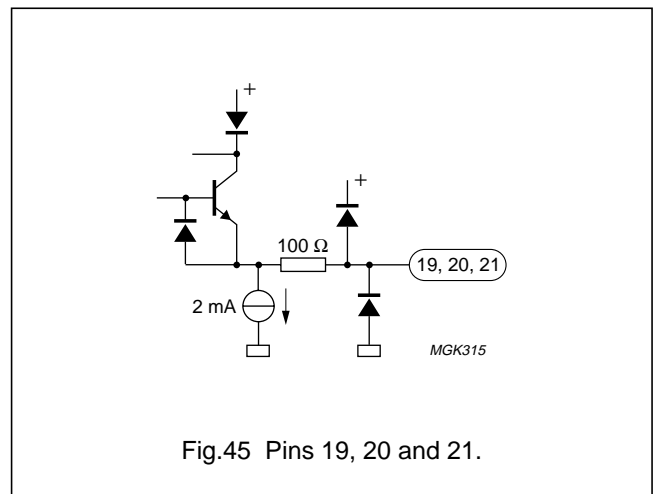 +
+
100 Ω
19, 20, 21
2 mA
MGK315
Fig.45 Pins 19, 20 and 21.